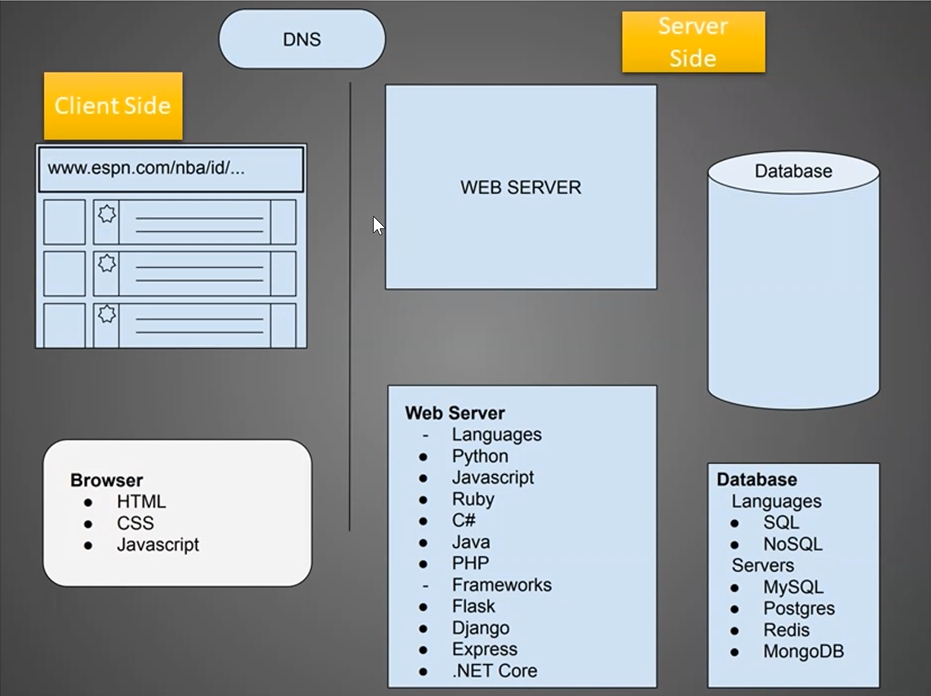 DNS
Server
Side
Client Side
www.espn.com/nba/id/...
WEB SERVER
Database
Browser
● HTML
● CSS
● Javascript
Web Server
- Languages
● Python
● Javascript
● Ruby
● C#
● Java
● PHP
- Frameworks
● Flask
● Django
● Express
● .NET Core
Database
Languages
● SQL
● NoSQL
Servers
● MySQL
● Postgres
● Redis
● MongoDB